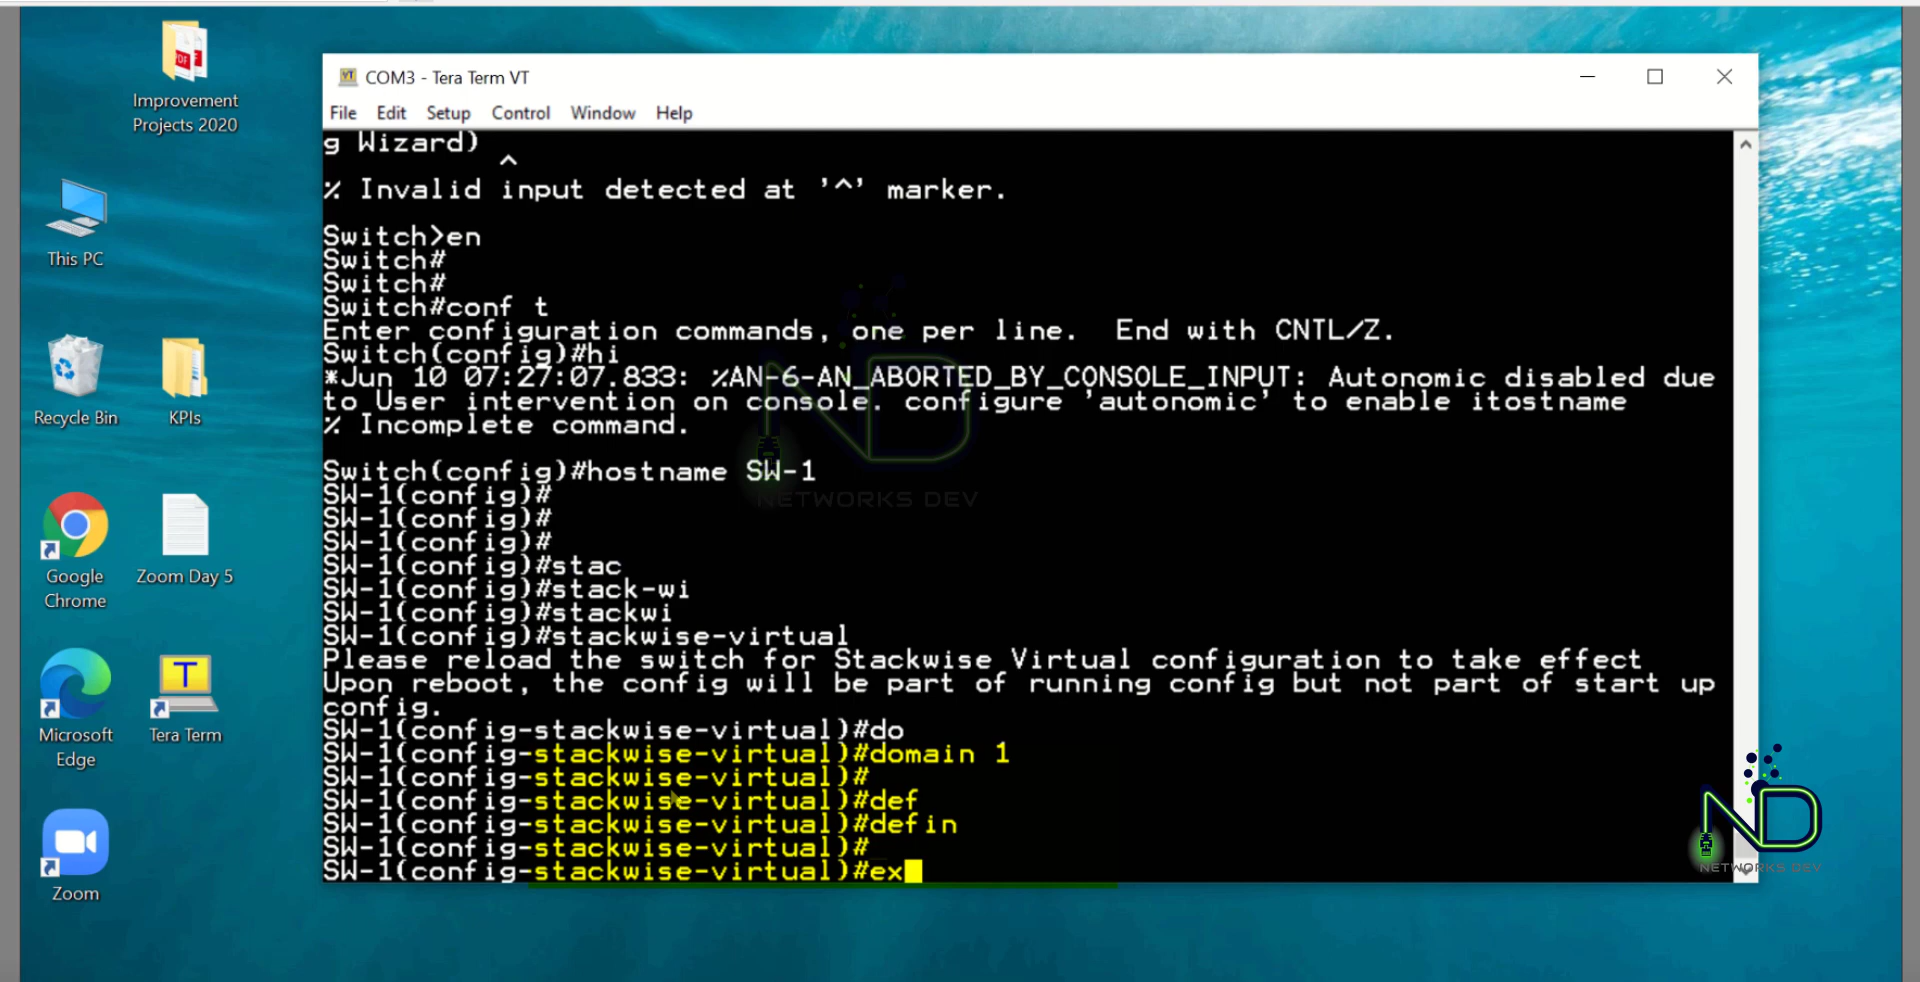 Improvement
Projects 2020
This PC
Recycle Bin
KPIs
Google
Chrome
Zoom Day 5
Microsoft
Edge
Tera Term
Zoom
COM3 - Tera Term VT
File Edit Setup Control Window Help
g Wizard)
^
% Invalid input detected at '^' marker.
Switch>en
Switch#
Switch#
Switch#conf t
Enter configuration commands, one per line.  End with CNTL/Z.
Switch(config)#hi
*Jun 10 07:27:07.833: %AN-6-AN_ABORTED_BY_CONSOLE_INPUT: Autonomic disabled due
to User intervention on console. configure 'autonomic' to enable itostname
% Incomplete command.
Switch(config)#hostname SW-1
SW-1(config)#
SW-1(config)#
SW-1(config)#
SW-1(config)#stac
SW-1(config)#stack-wi
SW-1(config)#stackwi
SW-1(config)#stackwise-virtual
Please reload the switch for Stackwise Virtual configuration to take effect
Upon reboot, the config will be part of running config but not part of start up
config.
SW-1(config-stackwise-virtual)#do
SW-1(config-stackwise-virtual)#domain 1
SW-1(config-stackwise-virtual)#
SW-1(config-stackwise-virtual)#def
SW-1(config-stackwise-virtual)#defin
SW-1(config-stackwise-virtual)#
SW-1(config-stackwise-virtual)#ex
ND
NETWORKS DEV
ND
NETWORKS DEV